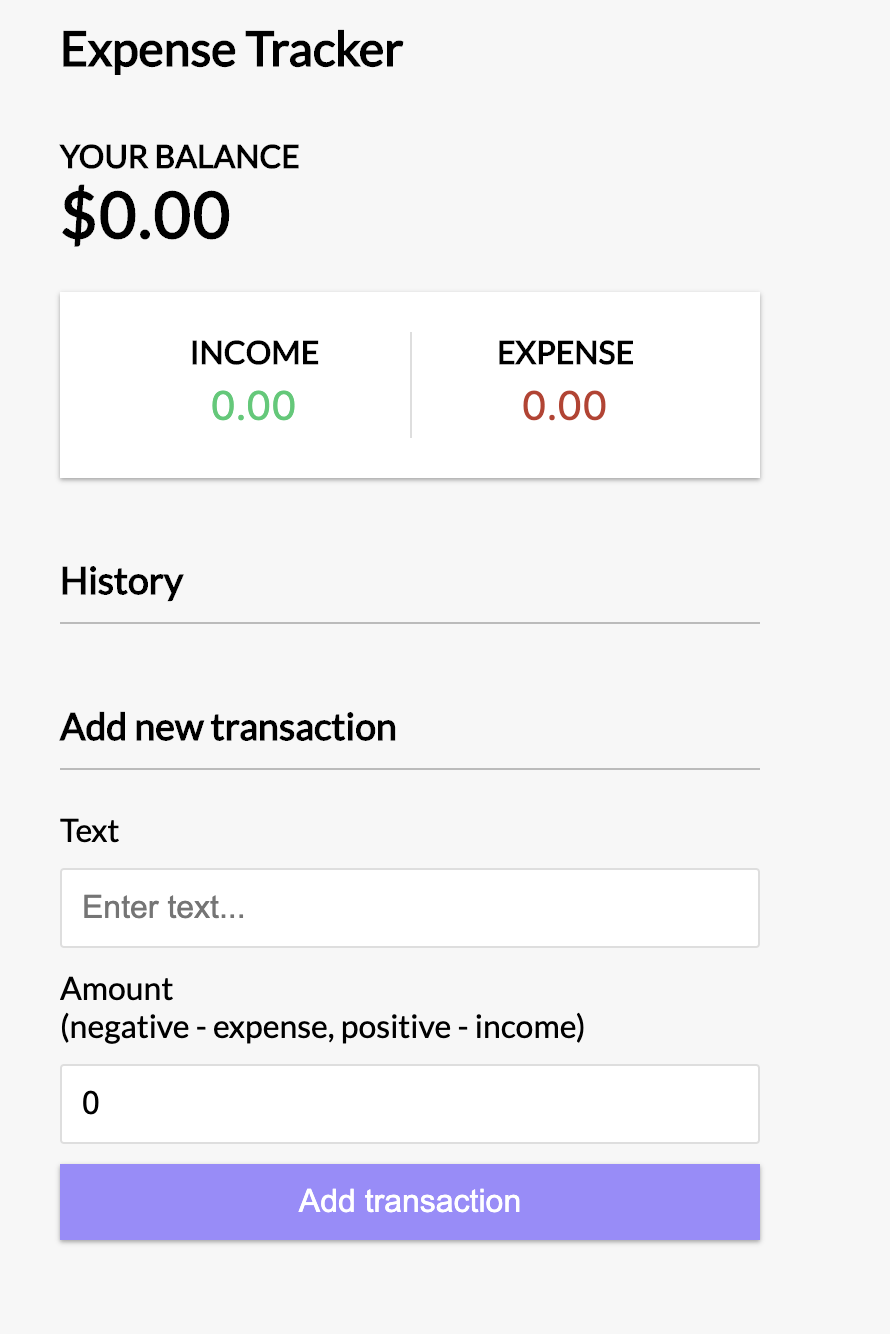 Expense Tracker
YOUR BALANCE
$0.00
INCOME EXPENSE
0.00 0.00
History
Add new transaction
Text
Enter text...
Amount
(negative - expense, positive - income)
0
Add transaction